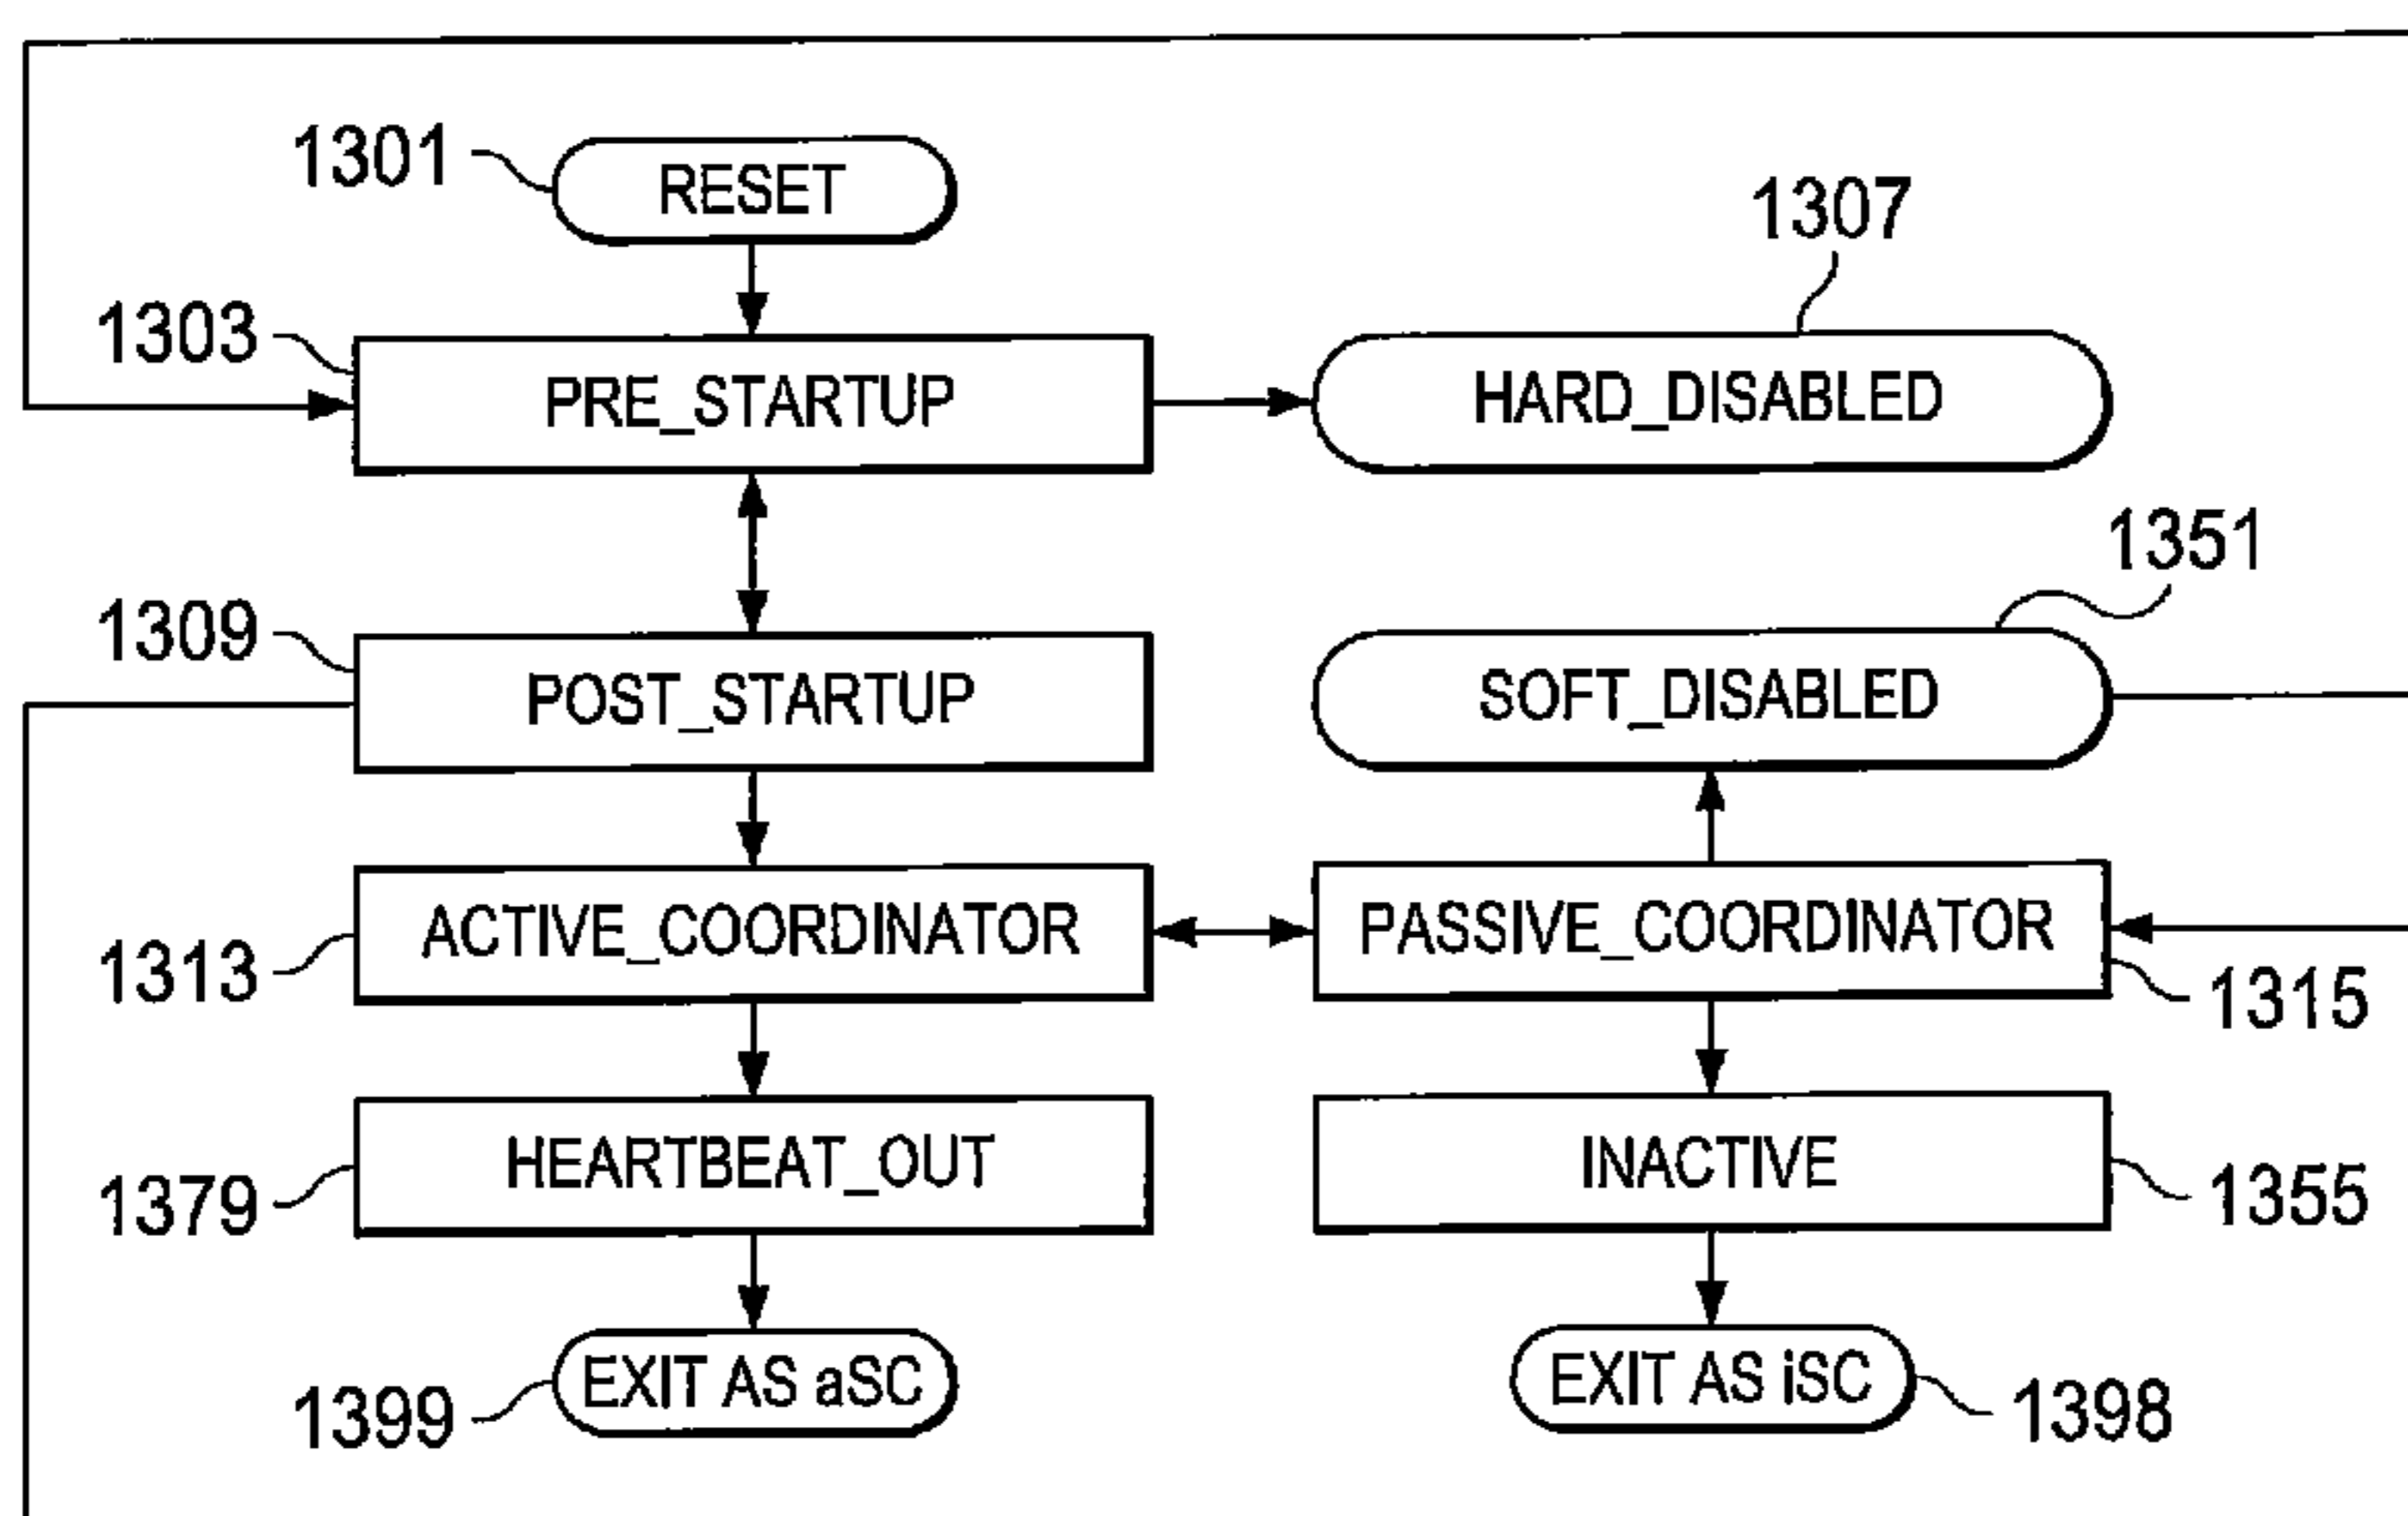 1301
RESET
1307
1303
PRE_STARTUP
HARD_DISABLED
1351
1309
POST_STARTUP
SOFT_DISABLED
1313
ACTIVE_COORDINATOR
PASSIVE_COORDINATOR
1315
1379
HEARTBEAT_OUT
INACTIVE
1355
1399
EXIT AS aSC
EXIT AS iSC
1398